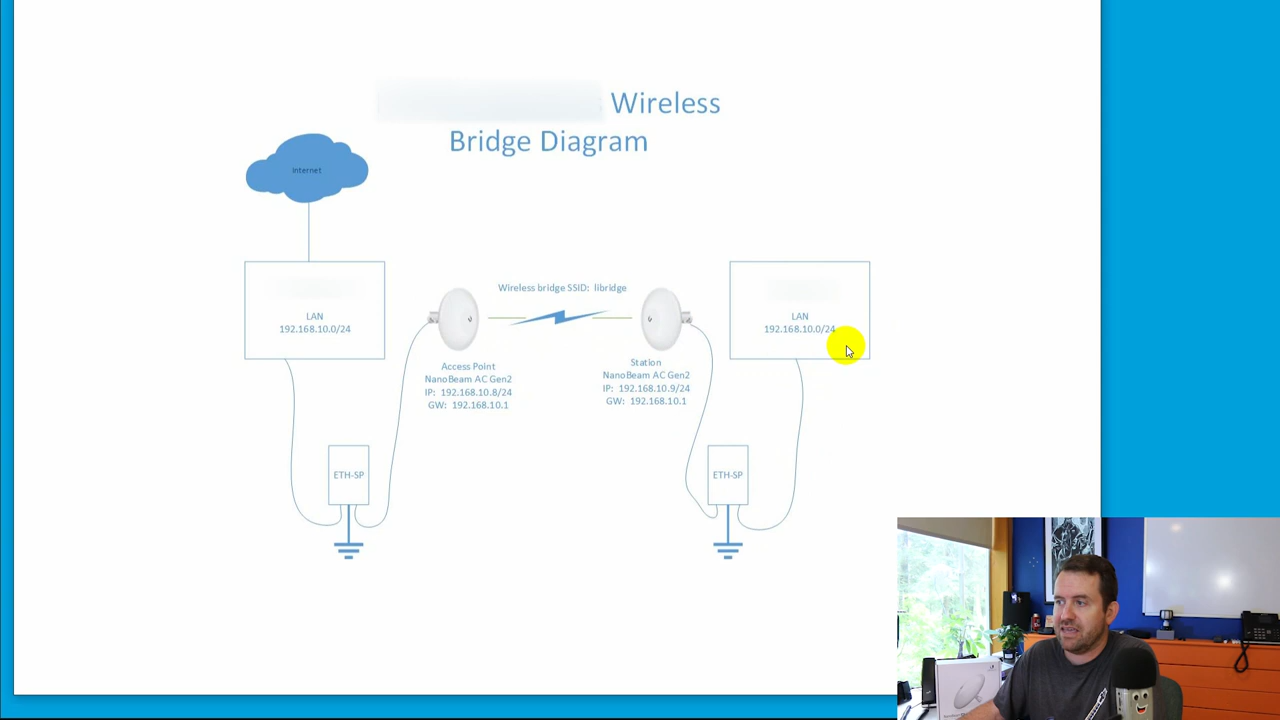 Wireless
Bridge Diagram
Internet
Wireless bridge SSID: libridge
LAN
192.168.10.0/24
LAN
192.168.10.0/24
Access Point
NanoBeam AC Gen2
IP: 192.168.10.8/24
GW: 192.168.10.1
Station
NanoBeam AC Gen2
IP: 192.168.10.9/24
GW: 192.168.10.1
ETH-SP
ETH-SP